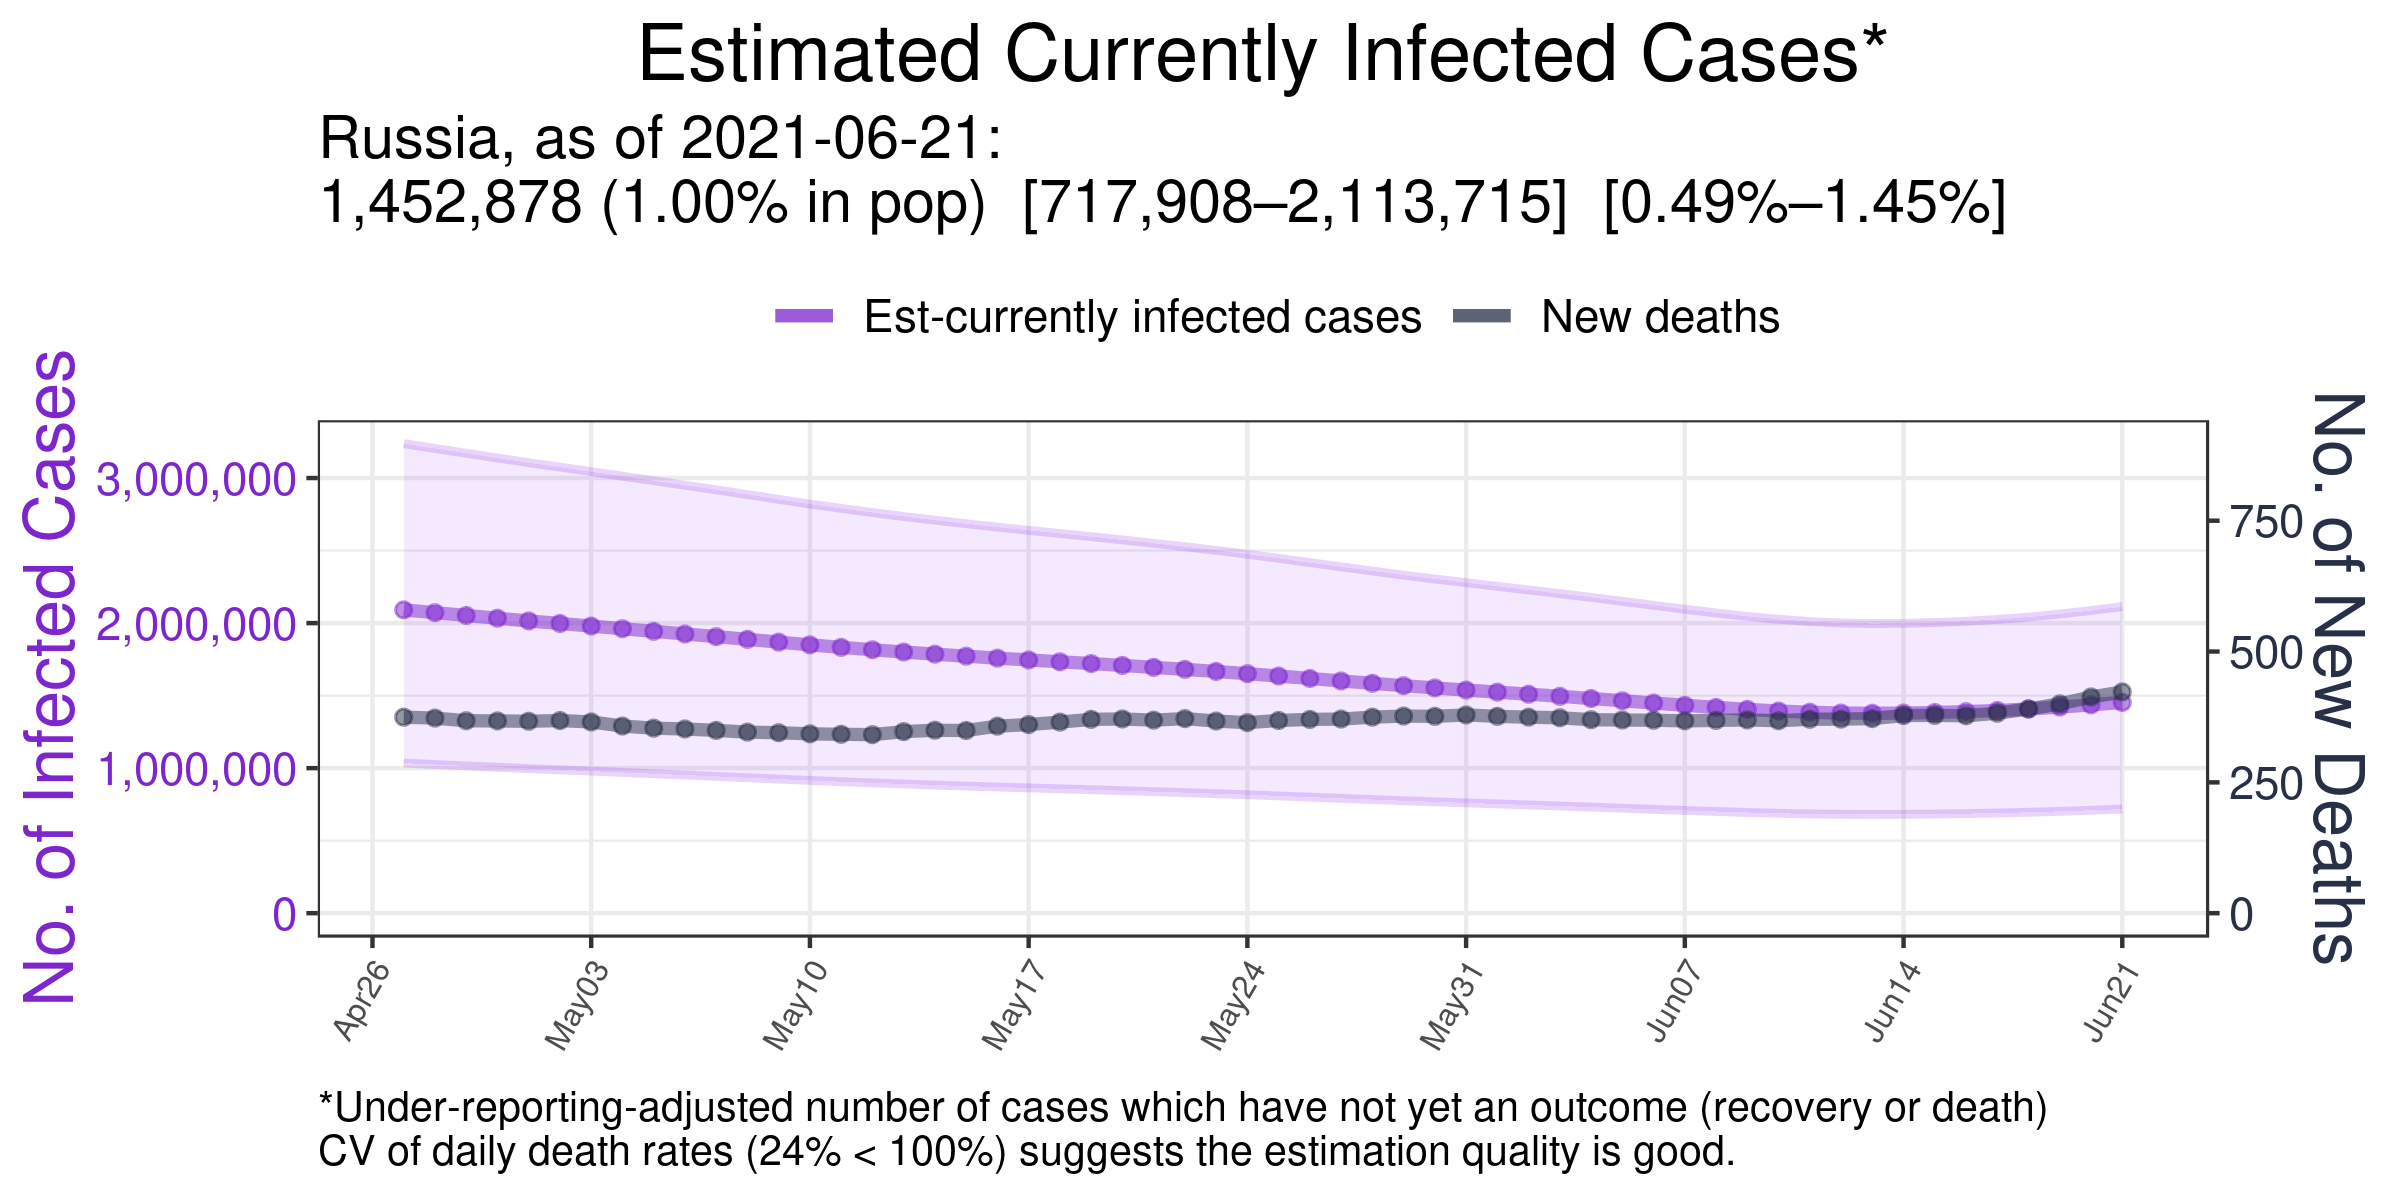 Estimated Currently Infected Cases*
Russia, as of 2021-06-21:
1,452,878 (1.00% in pop)  [717,908–2,113,715]  [0.49%–1.45%]
Est-currently infected cases
New deaths
No. of Infected Cases
3,000,000
2,000,000
1,000,000
0
750
500
250
0
No. of New Deaths
Apr26
May03
May10
May17
May24
May31
Jun07
Jun14
Jun21
*Under-reporting-adjusted number of cases which have not yet an outcome (recovery or death)
CV of daily death rates (24% < 100%) suggests the estimation quality is good.